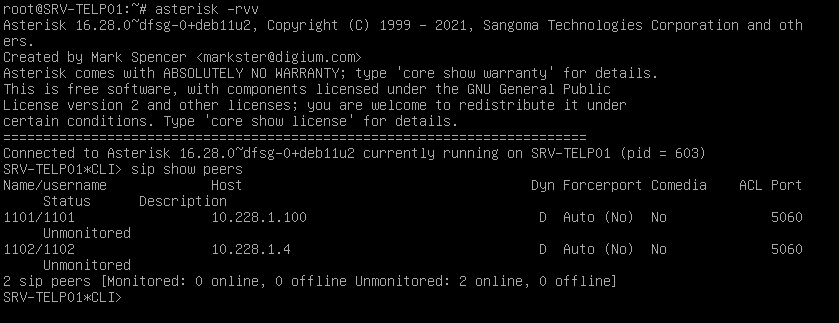 root@SRV-TELP01:~# asterisk -rvv
Asterisk 16.28.0~dfsg-0+deb11u2, Copyright (C) 1999 - 2021, Sangoma Technologies Corporation and oth
ers.
Created by Mark Spencer <markster@digium.com>
Asterisk comes with ABSOLUTELY NO WARRANTY; type 'core show warranty' for details.
This is free software, with components licensed under the GNU General Public
License version 2 and other licenses; you are welcome to redistribute it under
certain conditions. Type 'core show license' for details.
=========================================================================
Connected to Asterisk 16.28.0~dfsg-0+deb11u2 currently running on SRV-TELP01 (pid = 603)
SRV-TELP01*CLI> sip show peers
Name/username             Host                                    Dyn Forcerport Comedia    ACL Port
     Status      Description
1101/1101                 10.228.1.100                             D  Auto (No)  No             5060
     Unmonitored
1102/1102                 10.228.1.4                               D  Auto (No)  No             5060
     Unmonitored
2 sip peers [Monitored: 0 online, 0 offline Unmonitored: 2 online, 0 offline]
SRV-TELP01*CLI>